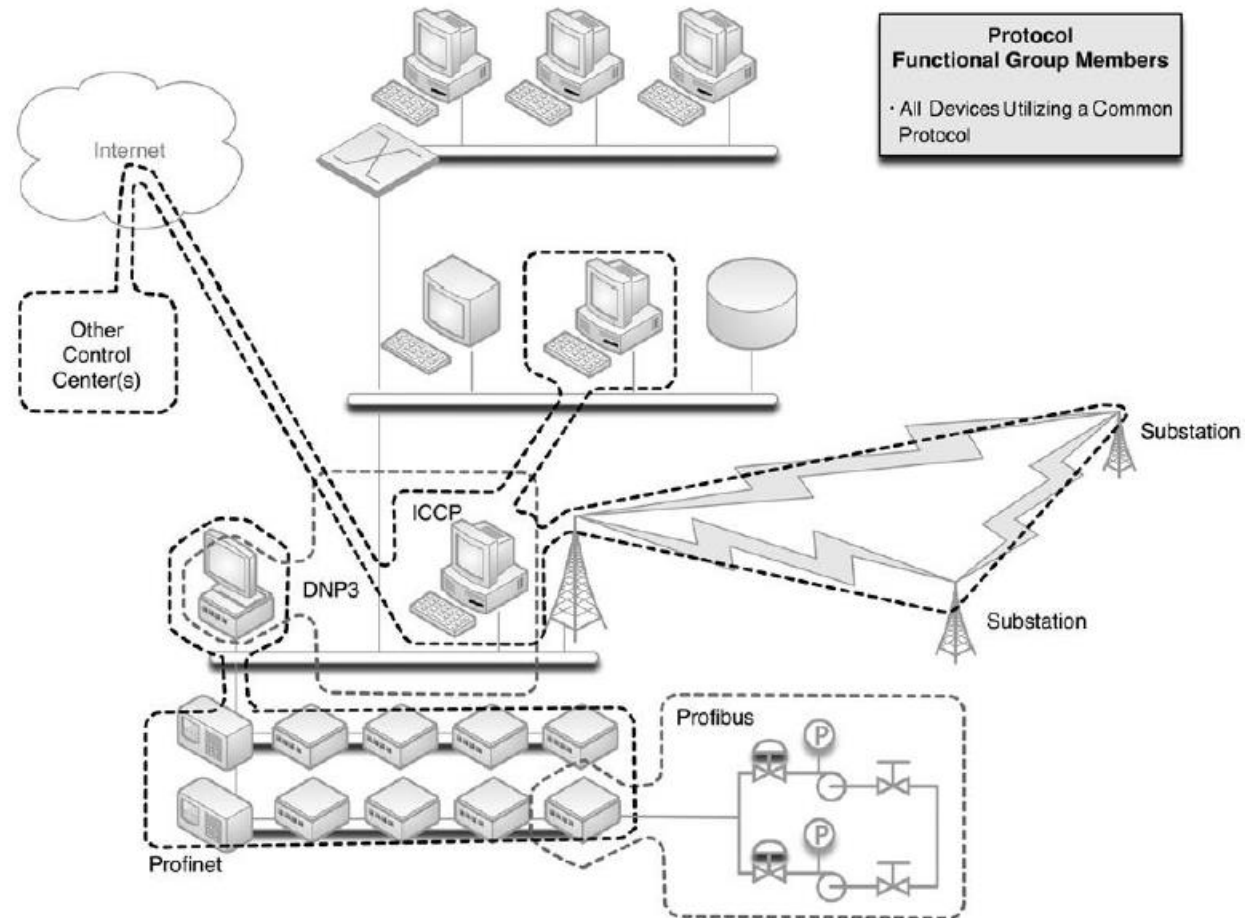 Protocol
Functional Group Members
· All Devices Utilizing a Common
Protocol
Internet
Other
Control
Center(s)
Substation
ICCP
DNP3
Substation
Profibus
P
P
Profinet